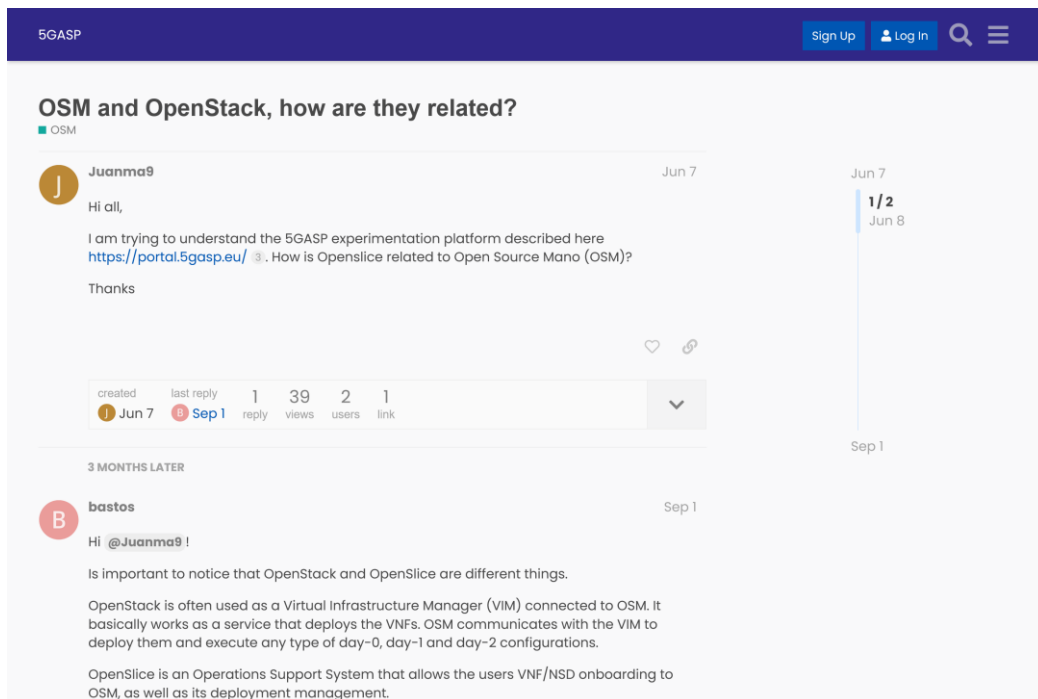 5GASP
Sign Up
Log In
OSM and OpenStack, how are they related?
OSM
J
Juanma9
Jun 7
Hi all,
I am trying to understand the 5GASP experimentation platform described here
https://portal.5gasp.eu/ 3 . How is Openslice related to Open Source Mano (OSM)?
Thanks
created
last reply
1
39
2
1
J Jun 7
B Sep 1
reply
views
users
link
3 MONTHS LATER
B
bastos
Sep 1
Hi @Juanma9 !
Is important to notice that OpenStack and OpenSlice are different things.
OpenStack is often used as a Virtual Infrastructure Manager (VIM) connected to OSM. It
basically works as a service that deploys the VNFs. OSM communicates with the VIM to
deploy them and execute any type of day-0, day-1 and day-2 configurations.
OpenSlice is an Operations Support System that allows the users VNF/NSD onboarding to
OSM, as well as its deployment management.
Jun 7
1 / 2
Jun 8
Sep 1